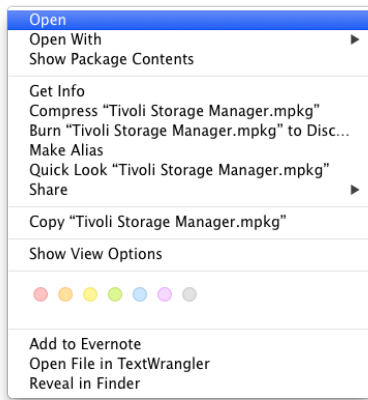 Open
Open With
Show Package Contents
Get Info
Compress “Tivoli Storage Manager.mpkg”
Burn “Tivoli Storage Manager.mpkg” to Disc...
Make Alias
Quick Look “Tivoli Storage Manager.mpkg”
Share
Copy “Tivoli Storage Manager.mpkg”
Show View Options
Add to Evernote
Open File in TextWrangler
Reveal in Finder